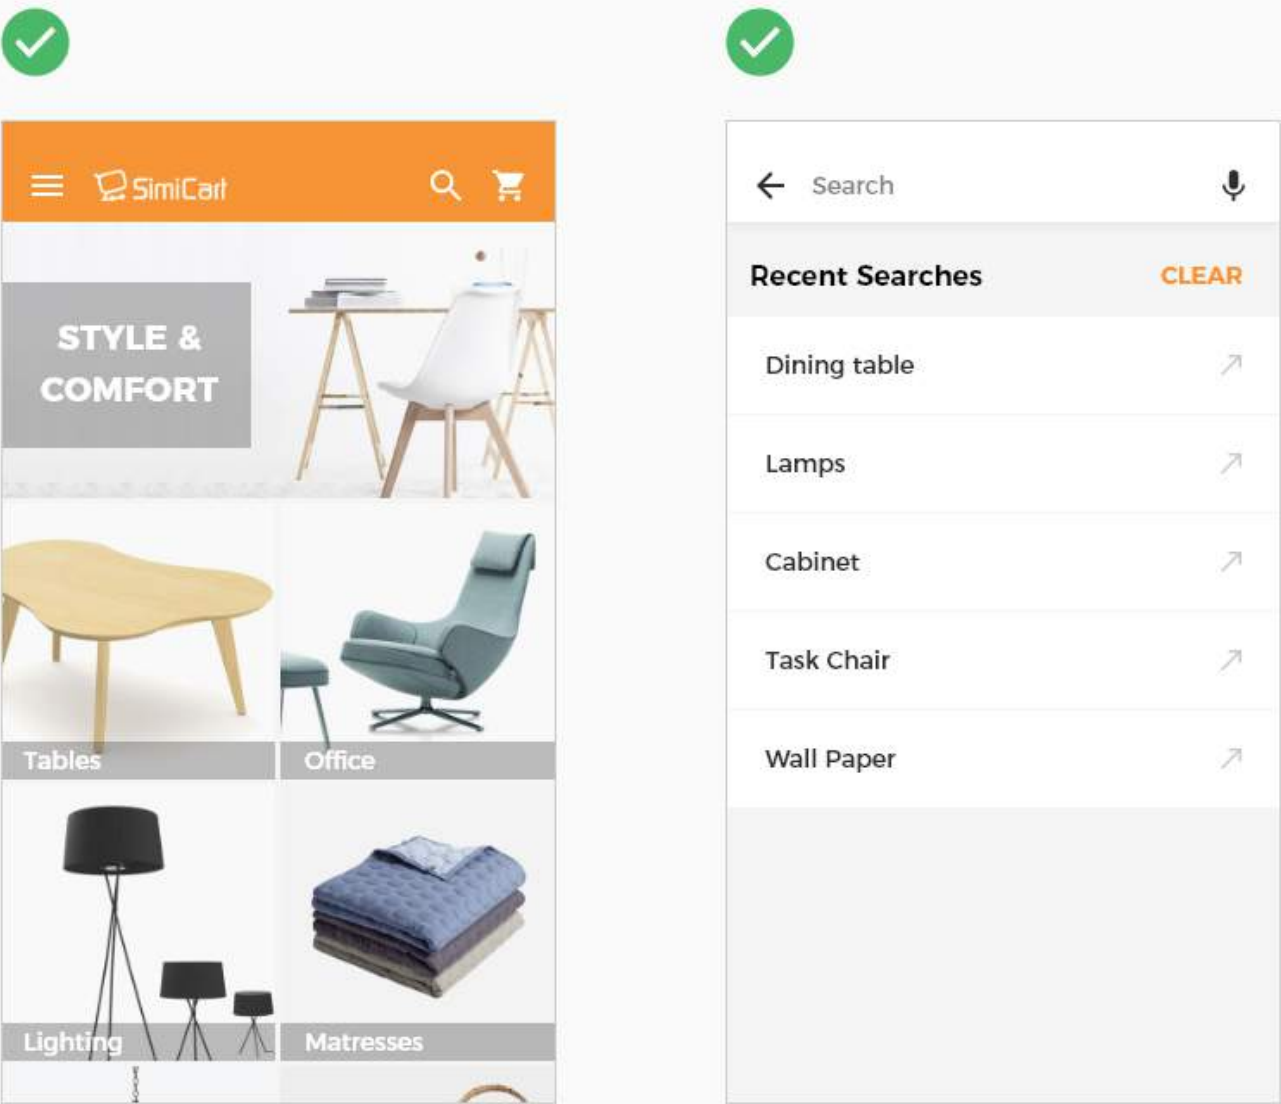 SimiCart
STYLE &
COMFORT
Tables
Office
Lighting
Matresses
Search
Recent Searches
CLEAR
Dining table
Lamps
Cabinet
Task Chair
Wall Paper